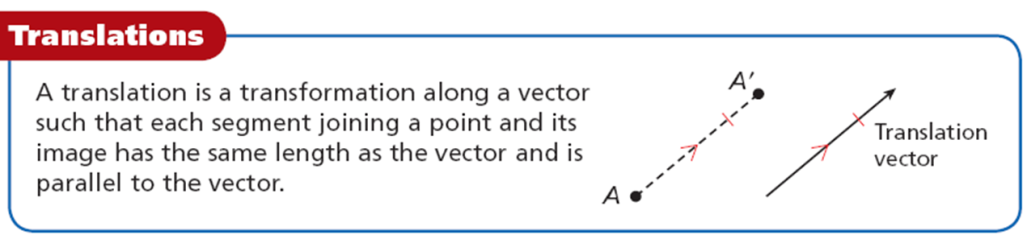 Translations
A translation is a transformation along a vector
such that each segment joining a point and its
image has the same length as the vector and is
parallel to the vector.
A′
A
Translation
vector